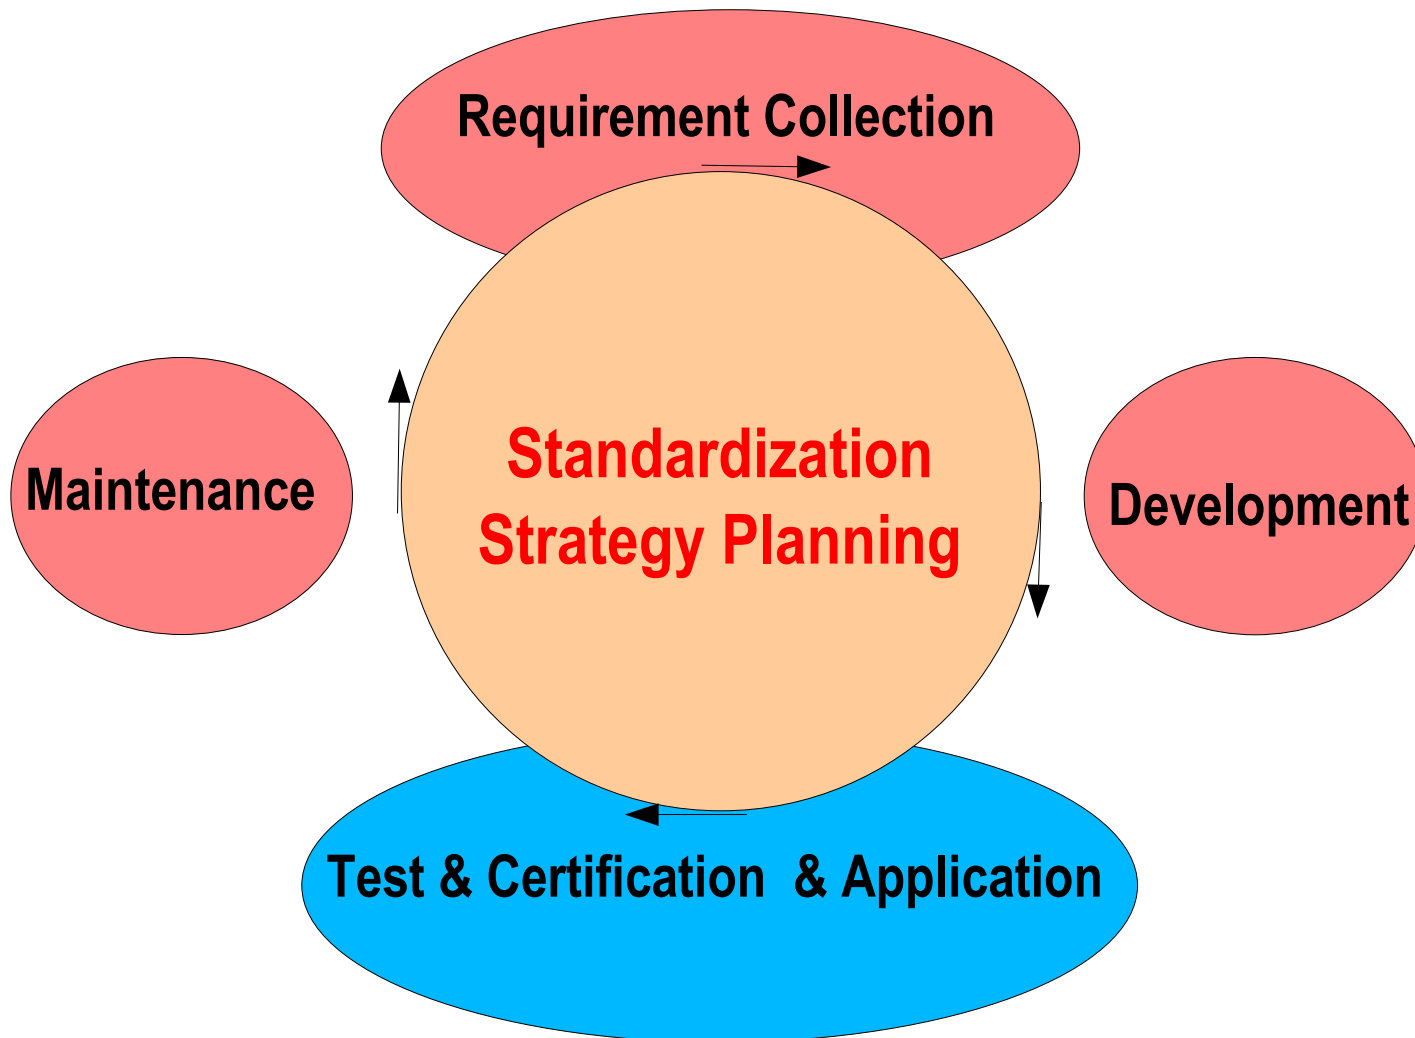 Requirement Collection
Standardization
Strategy Planning
Maintenance
Development
Test & Certification  & Application